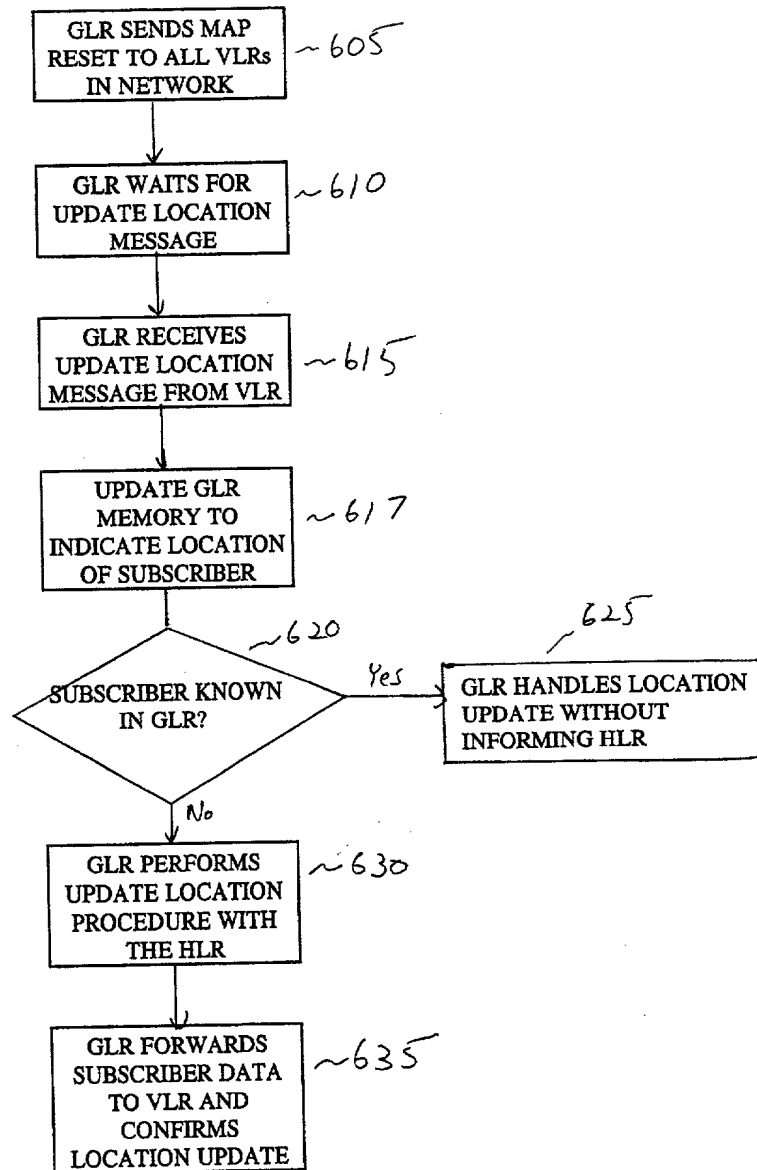 GLR SENDS MAP
RESET TO ALL VLRs
IN NETWORK
~605
GLR WAITS FOR
UPDATE LOCATION
MESSAGE
~610
GLR RECEIVES
UPDATE LOCATION
MESSAGE FROM VLR
~615
UPDATE GLR
MEMORY TO
INDICATE LOCATION
OF SUBSCRIBER
~617
SUBSCRIBER KNOWN
IN GLR?
~620
Yes
625
GLR HANDLES LOCATION
UPDATE WITHOUT
INFORMING HLR
No
GLR PERFORMS
UPDATE LOCATION
PROCEDURE WITH
THE HLR
~630
GLR FORWARDS
SUBSCRIBER DATA
TO VLR AND
CONFIRMS
LOCATION UPDATE
~635